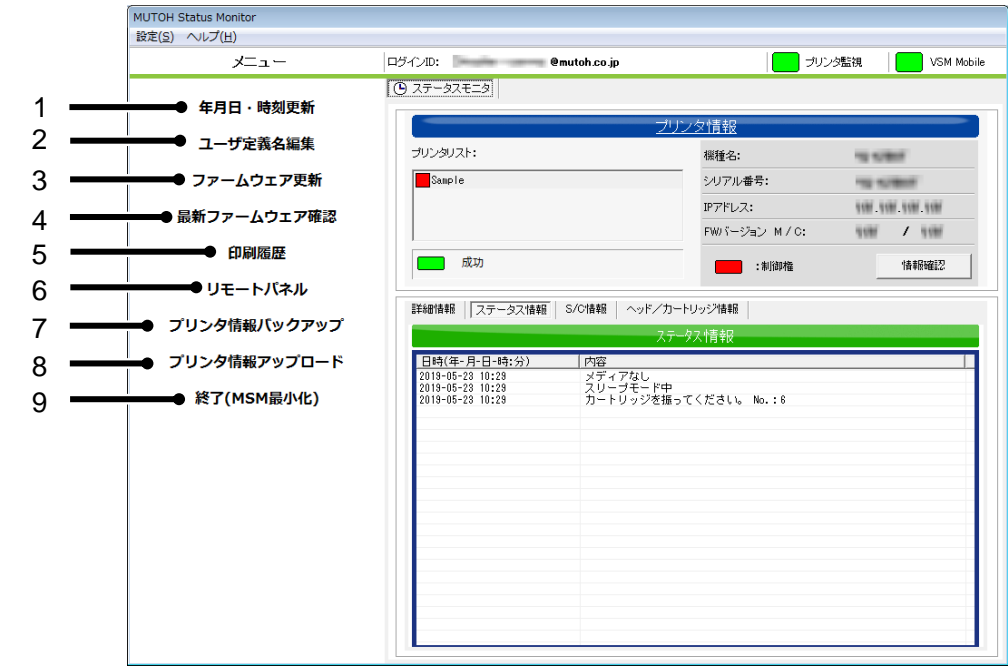 MUTOH Status Monitor
設定(S) ヘルプ(H)
メニュー
ログインID: @mutoh.co.jp
プリンタ監視
VSM Mobile
1 年月日・時刻更新
2 ユーザ定義名編集
3 ファームウェア更新
4 最新ファームウェア確認
5 印刷履歴
6 リモートパネル
7 プリンタ情報バックアップ
8 プリンタ情報アップロード
9 終了(MSM最小化)
ステータスモニタ
プリンタ情報
プリンタリスト:
Sample
成功
機種名:
シリアル番号:
IPアドレス: . . .
FWバージョン M / C: /
:制御権
情報確認
詳細情報 ステータス情報 S/C情報 ヘッド/カートリッジ情報
ステータス情報
日時(年-月-日-時:分) 内容
2019-05-23 10:29 メディアなし
2019-05-23 10:29 スリープモード中
2019-05-23 10:29 カートリッジを振ってください。 No.:6